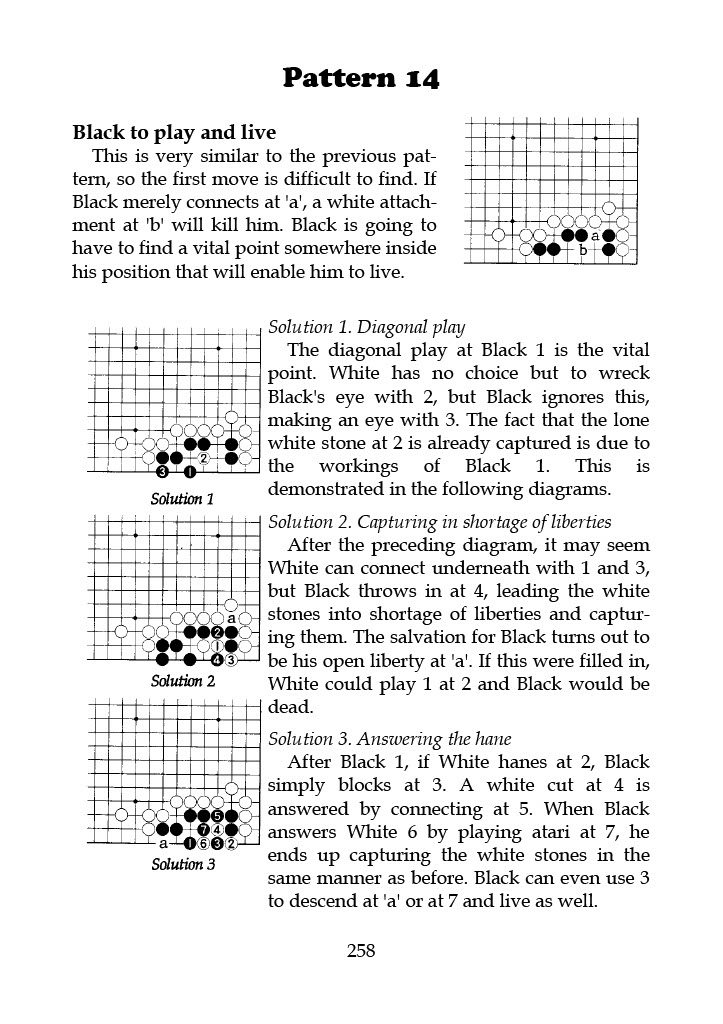 Pattern 14
Black to play and live
This is very similar to the previous pat-
tern, so the first move is difficult to find. If
Black merely connects at 'a', a white attach-
ment at 'b' will kill him. Black is going to
have to find a vital point somewhere inside
his position that will enable him to live.
a
b
Solution 1. Diagonal play
The diagonal play at Black 1 is the vital
point. White has no choice but to wreck
Black's eye with 2, but Black ignores this,
making an eye with 3. The fact that the lone
white stone at 2 is already captured is due to
the workings of Black 1. This is
demonstrated in the following diagrams.
2
3 1
Solution 1
Solution 2. Capturing in shortage of liberties
After the preceding diagram, it may seem
White can connect underneath with 1 and 3,
but Black throws in at 4, leading the white
stones into shortage of liberties and captur-
ing them. The salvation for Black turns out to
be his open liberty at 'a'. If this were filled in,
White could play 1 at 2 and Black would be
dead.
a
2
1
4 3
Solution 2
Solution 3. Answering the hane
After Black 1, if White hanes at 2, Black
simply blocks at 3. A white cut at 4 is
answered by connecting at 5. When Black
answers White 6 by playing atari at 7, he
ends up capturing the white stones in the
same manner as before. Black can even use 3
to descend at 'a' or at 7 and live as well.
5
7 4
a 1 6 3 2
Solution 3
258